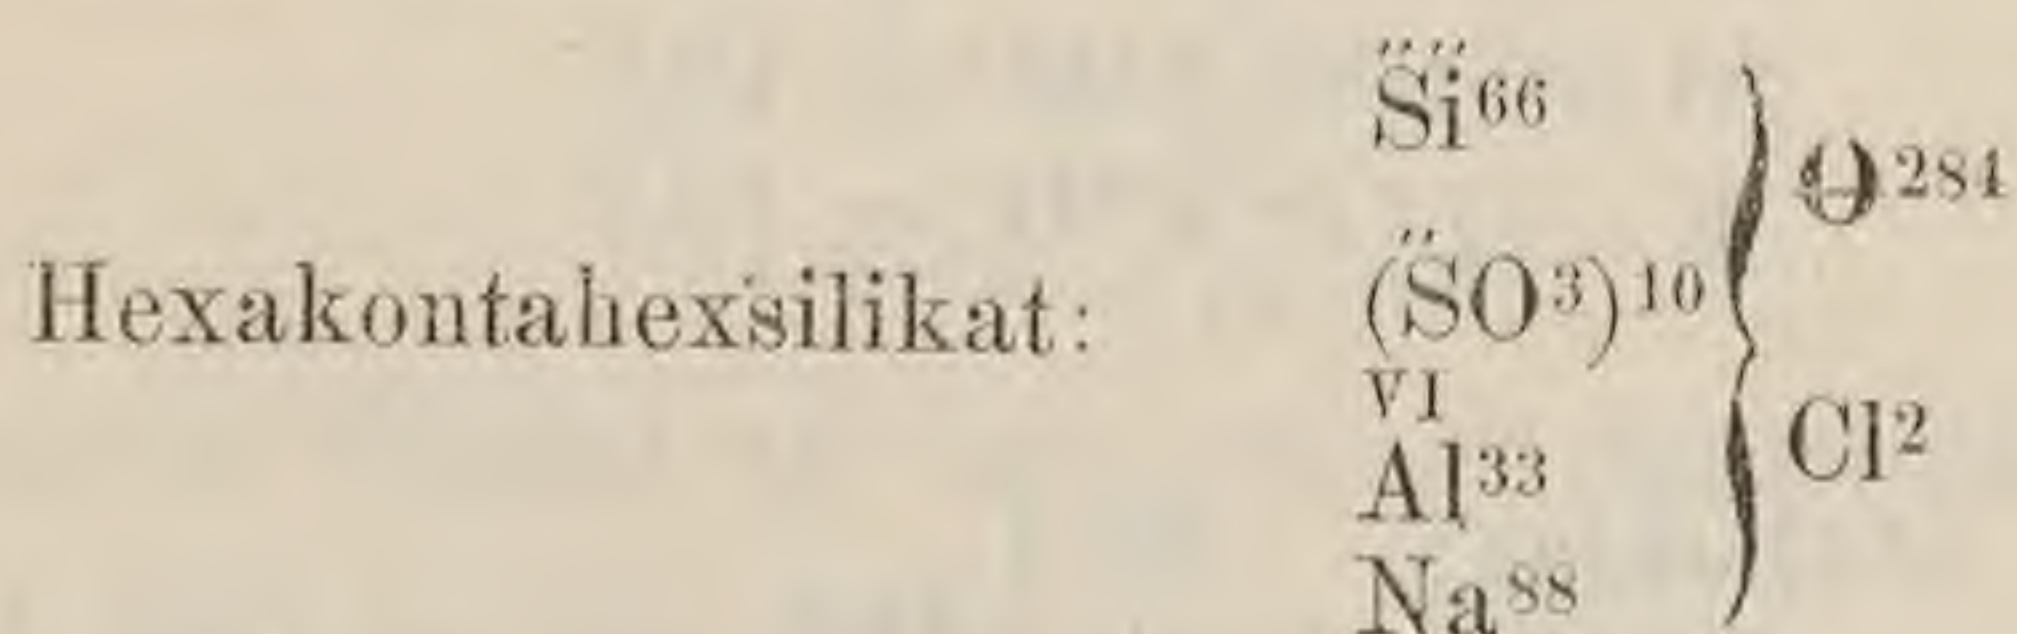 Hexakontahexsilikat:
′′ ′′
Si⁶⁶
O²⁸⁴
′′
(SO³)¹⁰
VI
Al³³
Cl²
Na⁸⁸